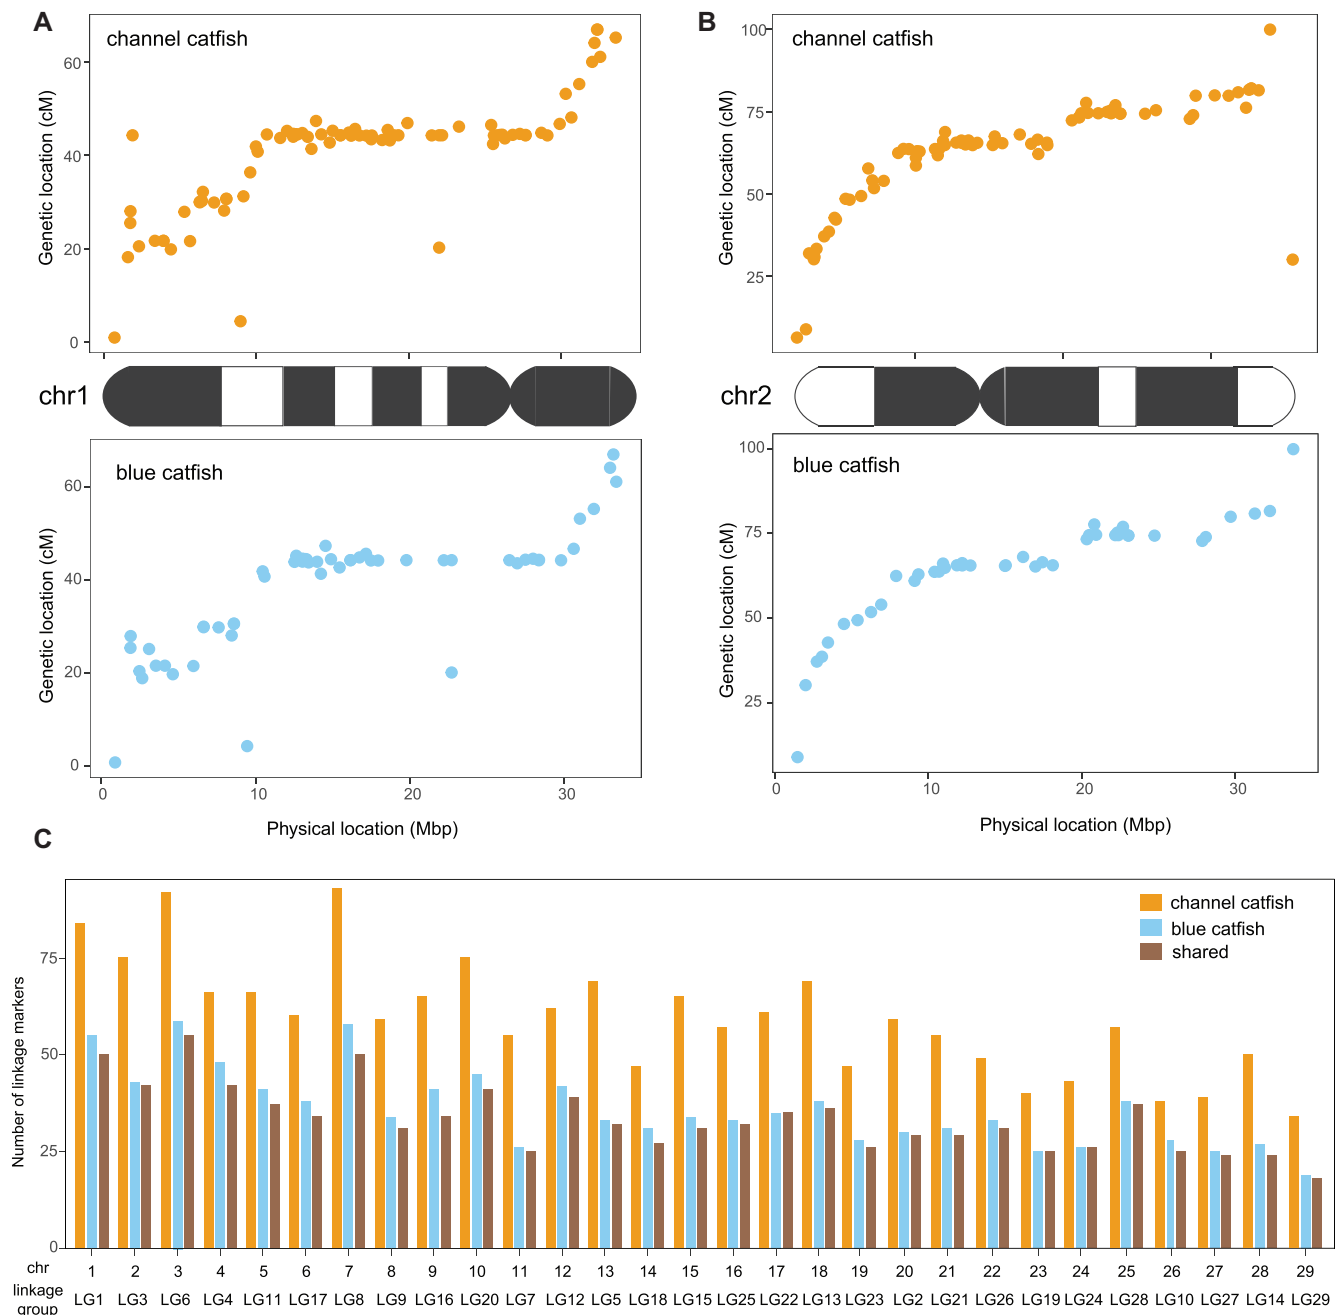 A
B
channel catfish
channel catfish
Genetic location (cM)
60
40
20
0
Genetic location (cM)
100
75
50
25
chr1
chr2
blue catfish
blue catfish
Genetic location (cM)
60
40
20
0
0 10 20 30
Physical location (Mbp)
Genetic location (cM)
100
75
50
25
0 10 20 30
Physical location (Mbp)
C
channel catfish
blue catfish
shared
Number of linkage markers
75
50
25
0
chr 1 2 3 4 5 6 7 8 9 10 11 12 13 14 15 16 17 18 19 20 21 22 23 24 25 26 27 28 29
linkage
group
LG1 LG3 LG6 LG4 LG11 LG17 LG8 LG9 LG16 LG20 LG7 LG12 LG5 LG18 LG15 LG25 LG22 LG13 LG23 LG2 LG21 LG26 LG19 LG24 LG28 LG10 LG27 LG14 LG29